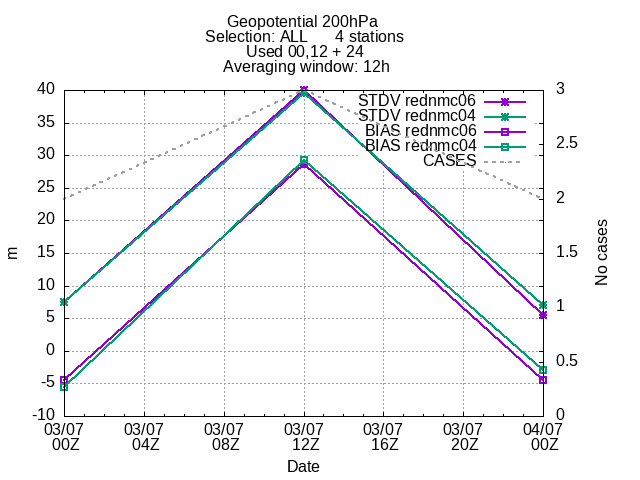 Geopotential 200hPa
Selection: ALL      4 stations
Used 00,12 + 24
Averaging window: 12h
STDV rednmc06
STDV rednmc04
BIAS rednmc06
BIAS rednmc04
CASES
40
35
30
25
20
15
10
5
0
-5
-10
m
3
2.5
2
1.5
1
0.5
0
No cases
03/07 03/07 03/07 03/07 03/07 03/07 04/07
00Z 04Z 08Z 12Z 16Z 20Z 00Z
Date